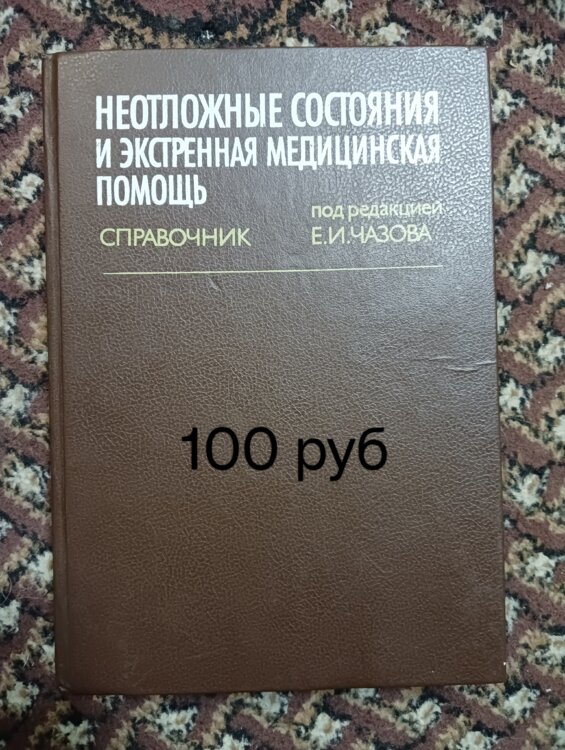 НЕОТЛОЖНЫЕ СОСТОЯНИЯ
И ЭКСТРЕННАЯ МЕДИЦИНСКАЯ
ПОМОЩЬ
СПРАВОЧНИК
под редакцией
Е.И.ЧАЗОВА
100 руб